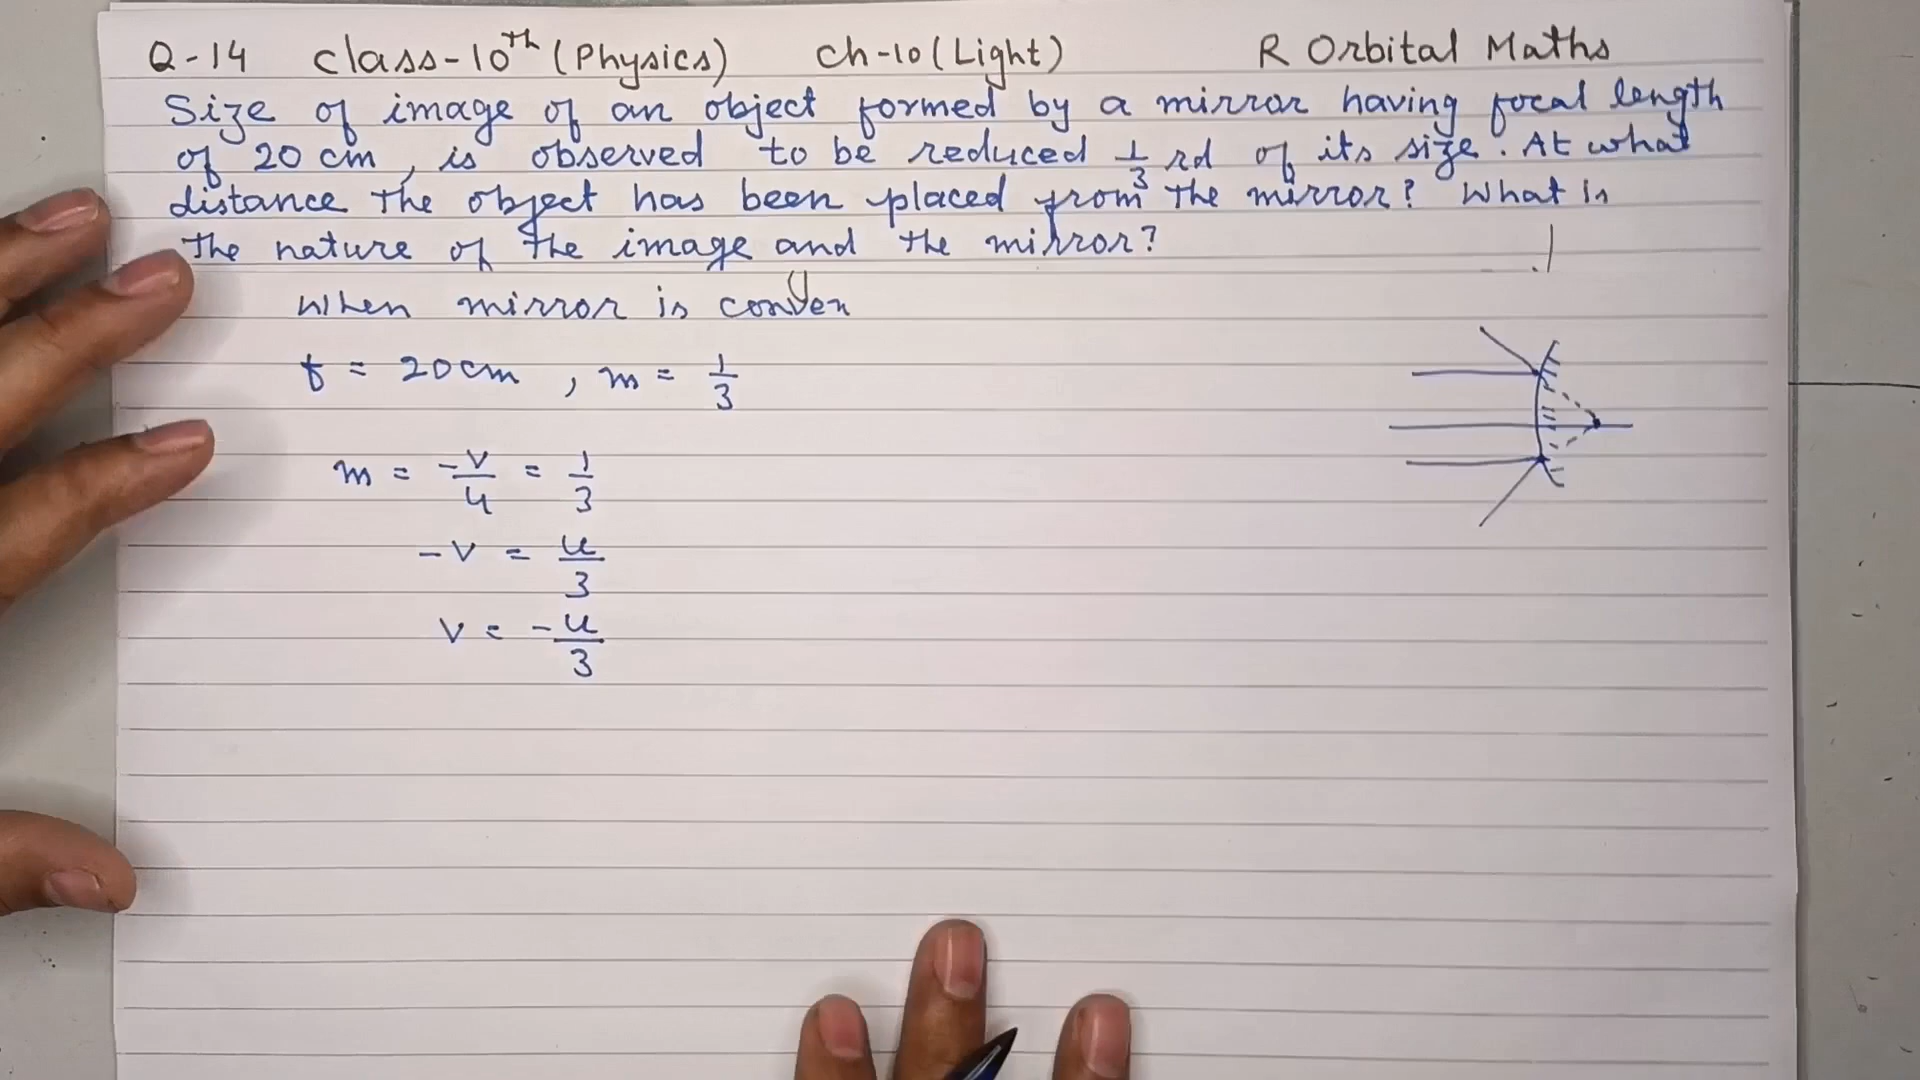 Q-14 class-10th (Physics) ch-10 (Light) R Orbital Maths
Size of image of an object formed by a mirror having focal length
of 20 cm, is observed to be reduced 1/3 rd of its size. At what
distance the object has been placed from the mirror? What is
the nature of the image and the mirror?
When mirror is convex
f = 20cm, m = 1/3
m = -v/u = 1/3
-v = u/3
v = -u/3